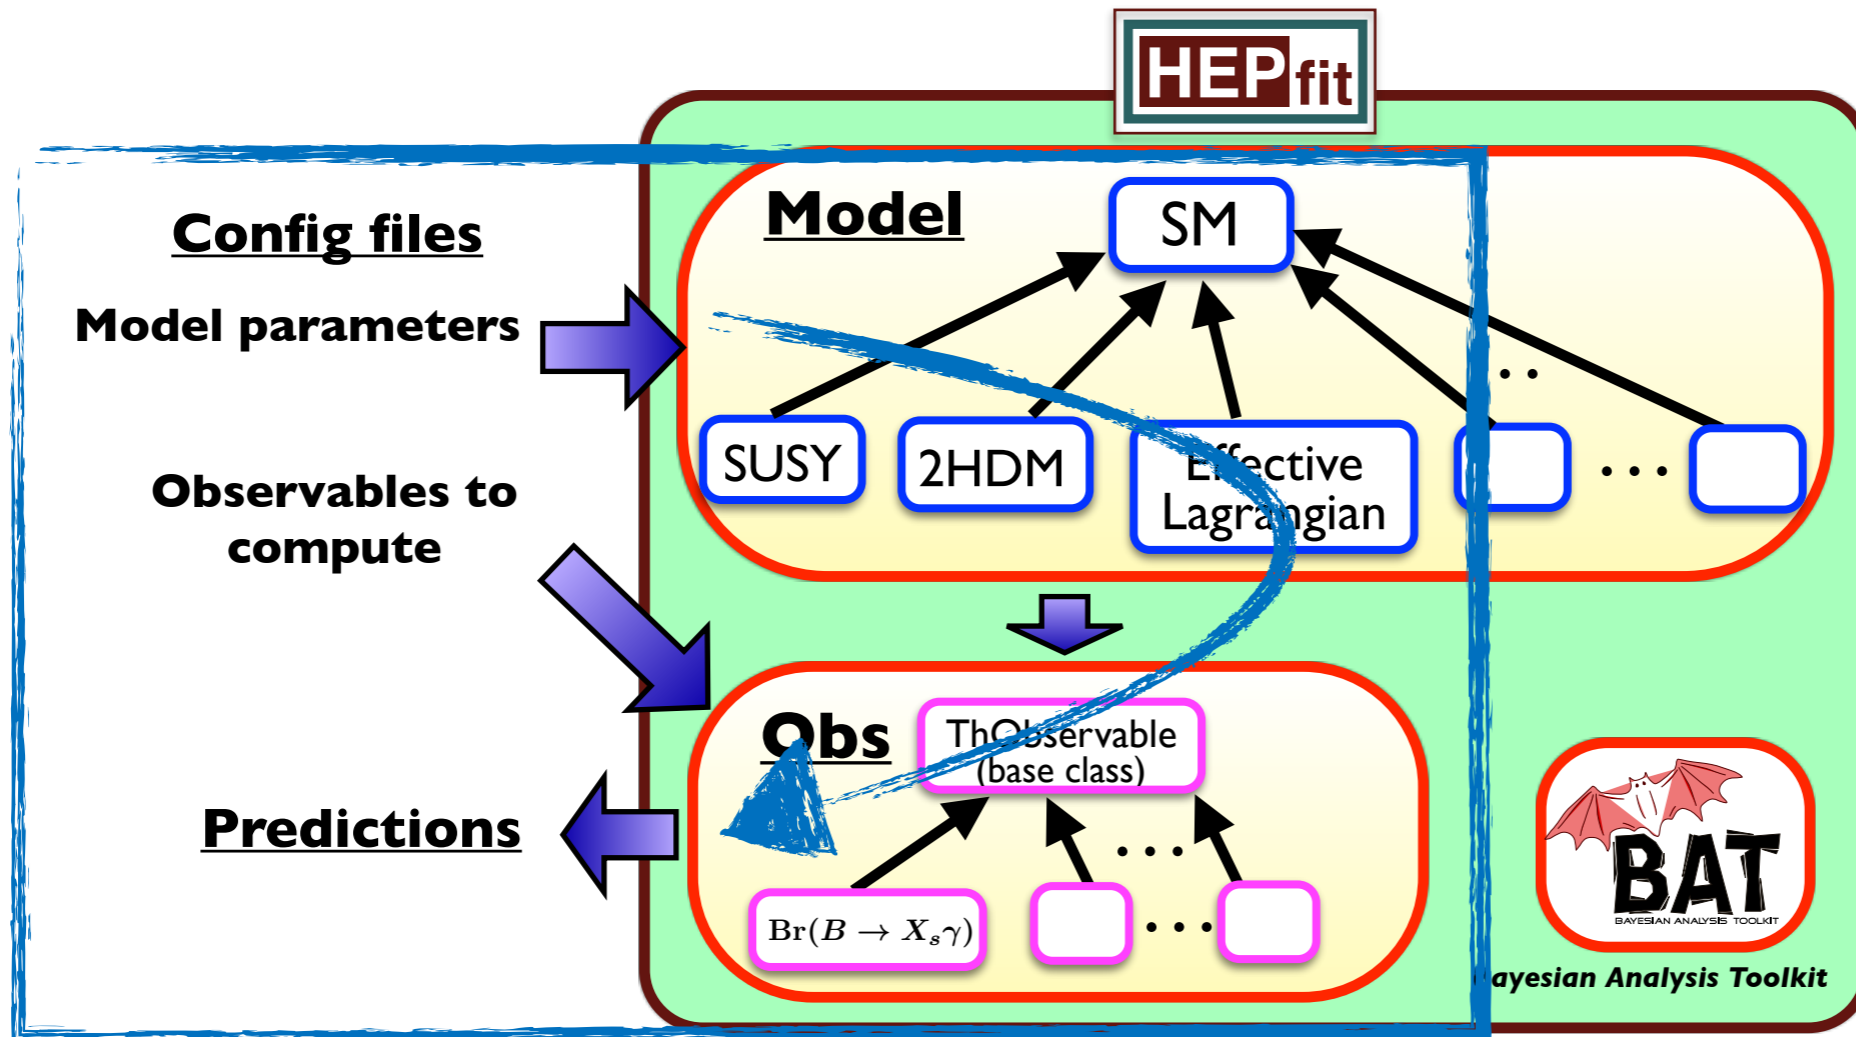 HEPfit
Config files
Model
SM
Model parameters
SUSY
2HDM
Effective
Lagrangian
Observables to
compute
Obs
ThObservable
(base class)
Predictions
Br(B → X_sγ)
BAT
BAYESIAN ANALYSIS TOOLKIT
ayesian Analysis Toolkit